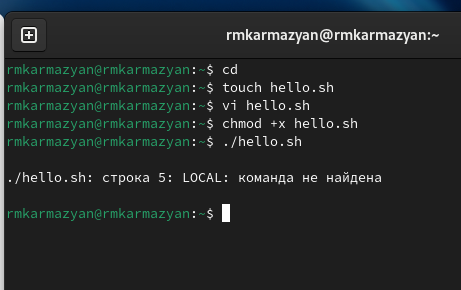 rmkarmazyan@rmkarmazyan:~
rmkarmazyan@rmkarmazyan:~$ cd
rmkarmazyan@rmkarmazyan:~$ touch hello.sh
rmkarmazyan@rmkarmazyan:~$ vi hello.sh
rmkarmazyan@rmkarmazyan:~$ chmod +x hello.sh
rmkarmazyan@rmkarmazyan:~$ ./hello.sh
./hello.sh: строка 5: LOCAL: команда не найдена
rmkarmazyan@rmkarmazyan:~$